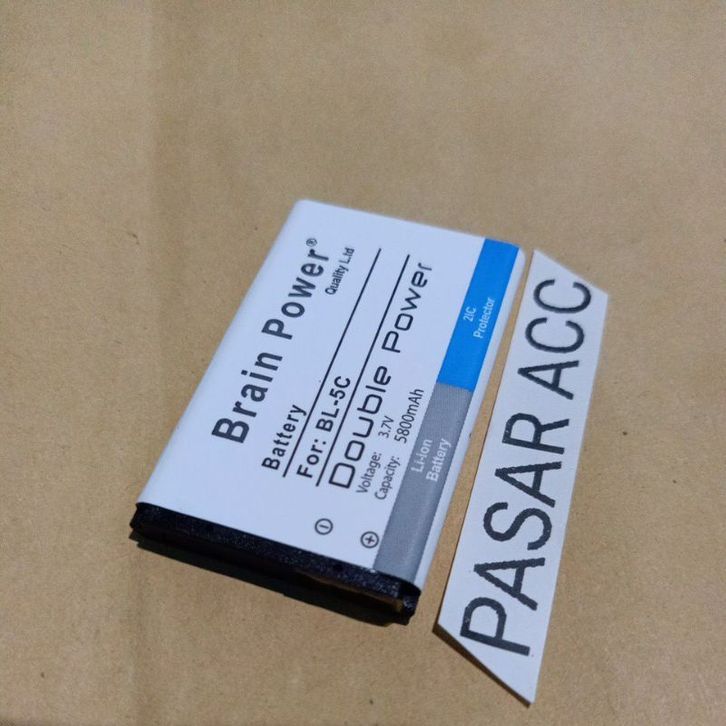 Brain Power®
Quality L.td
Battery
For: BL-5C
Double Power
Voltage: 3.7V
Capacity: 5800mAh
2IC
Protector
Li-Ion
Battery
PASAR ACC